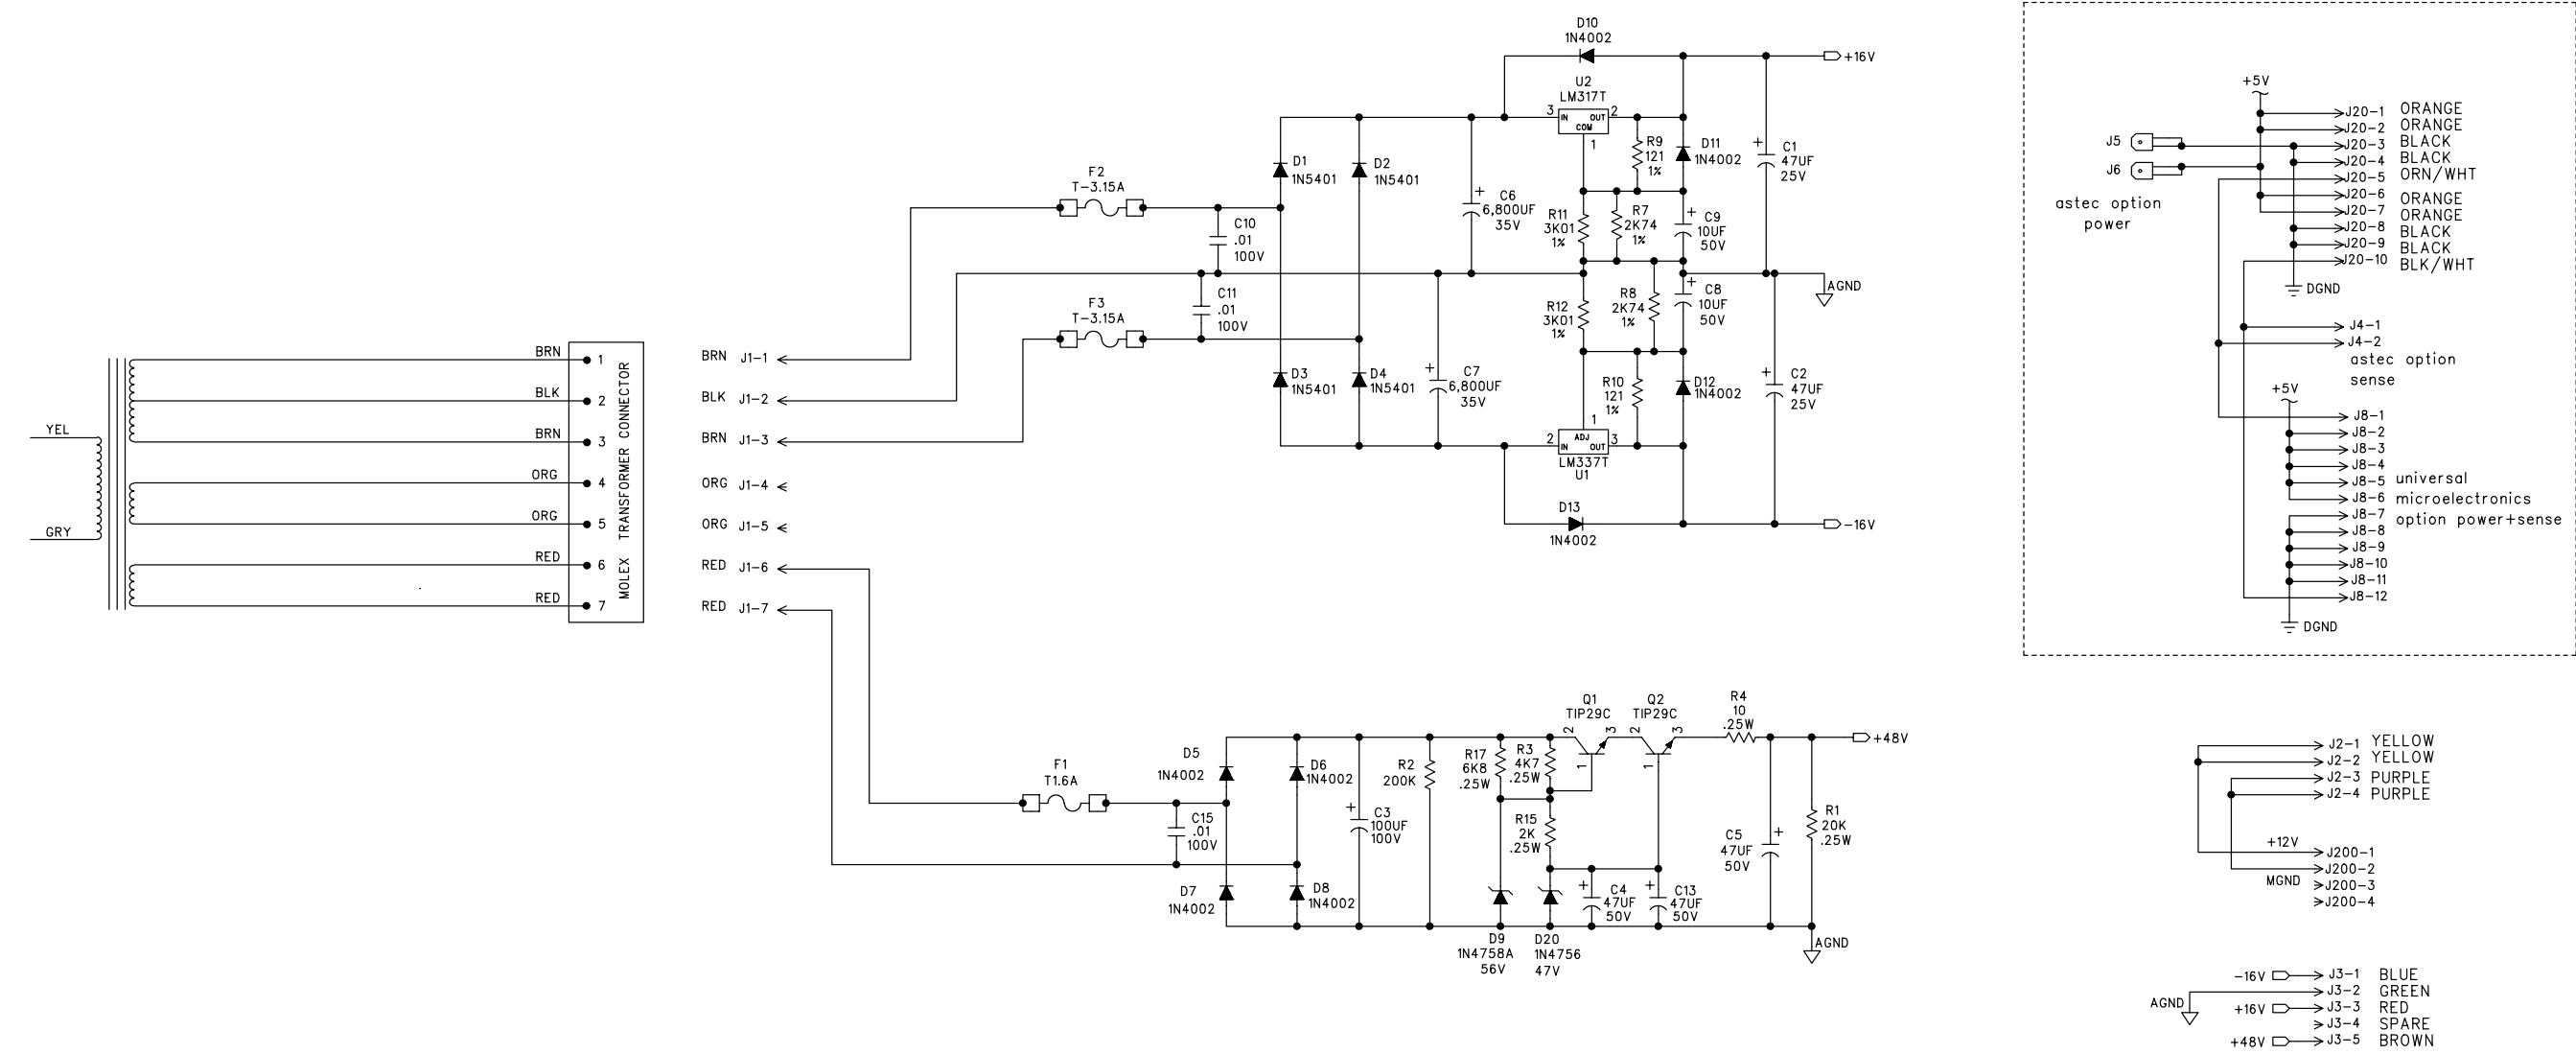 YEL
GRY
BRN
BLK
BRN
ORG
ORG
RED
RED
1
2
3
4
5
6
7
MOLEX TRANSFORMER CONNECTOR
BRN J1-1
BLK J1-2
BRN J1-3
ORG J1-4
ORG J1-5
RED J1-6
RED J1-7
F2
T-3.15A
F3
T-3.15A
C10
.01
100V
C11
.01
100V
D1
1N5401
D2
1N5401
D3
1N5401
D4
1N5401
C6
6,800UF
35V
C7
6,800UF
35V
D10
1N4002
U2
LM317T
3
IN
OUT
COM
2
1
R9
121
1%
D11
1N4002
C1
47UF
25V
+16V
R11
3K01
1%
R7
2K74
1%
C9
10UF
50V
R12
3K01
1%
R8
2K74
1%
C8
10UF
50V
AGND
R10
121
1%
D12
1N4002
C2
47UF
25V
1
2
ADJ
IN
OUT
3
LM337T
U1
D13
1N4002
-16V
F1
T1.6A
C15
.01
100V
D5
1N4002
D6
1N4002
D7
1N4002
D8
1N4002
C3
100UF
100V
R2
200K
R17
6K8
.25W
R3
4K7
.25W
R15
2K
.25W
Q1
TIP29C
2
3
1
Q2
TIP29C
2
3
1
R4
10
.25W
+48V
C5
47UF
50V
R1
20K
.25W
C4
47UF
50V
C13
47UF
50V
D9
1N4758A
56V
D20
1N4756
47V
AGND
J5
J6
astec option
power
+5V
J20-1 ORANGE
J20-2 ORANGE
J20-3 BLACK
J20-4 BLACK
J20-5 ORN/WHT
J20-6 ORANGE
J20-7 ORANGE
J20-8 BLACK
J20-9 BLACK
J20-10 BLK/WHT
DGND
J4-1
J4-2
astec option
sense
+5V
J8-1
J8-2
J8-3
J8-4
J8-5
J8-6
J8-7
J8-8
J8-9
J8-10
J8-11
J8-12
universal
microelectronics
option power+sense
DGND
J2-1 YELLOW
J2-2 YELLOW
J2-3 PURPLE
J2-4 PURPLE
+12V
MGND
J200-1
J200-2
J200-3
J200-4
-16V J3-1 BLUE
AGND J3-2 GREEN
+16V J3-3 RED
J3-4 SPARE
+48V J3-5 BROWN